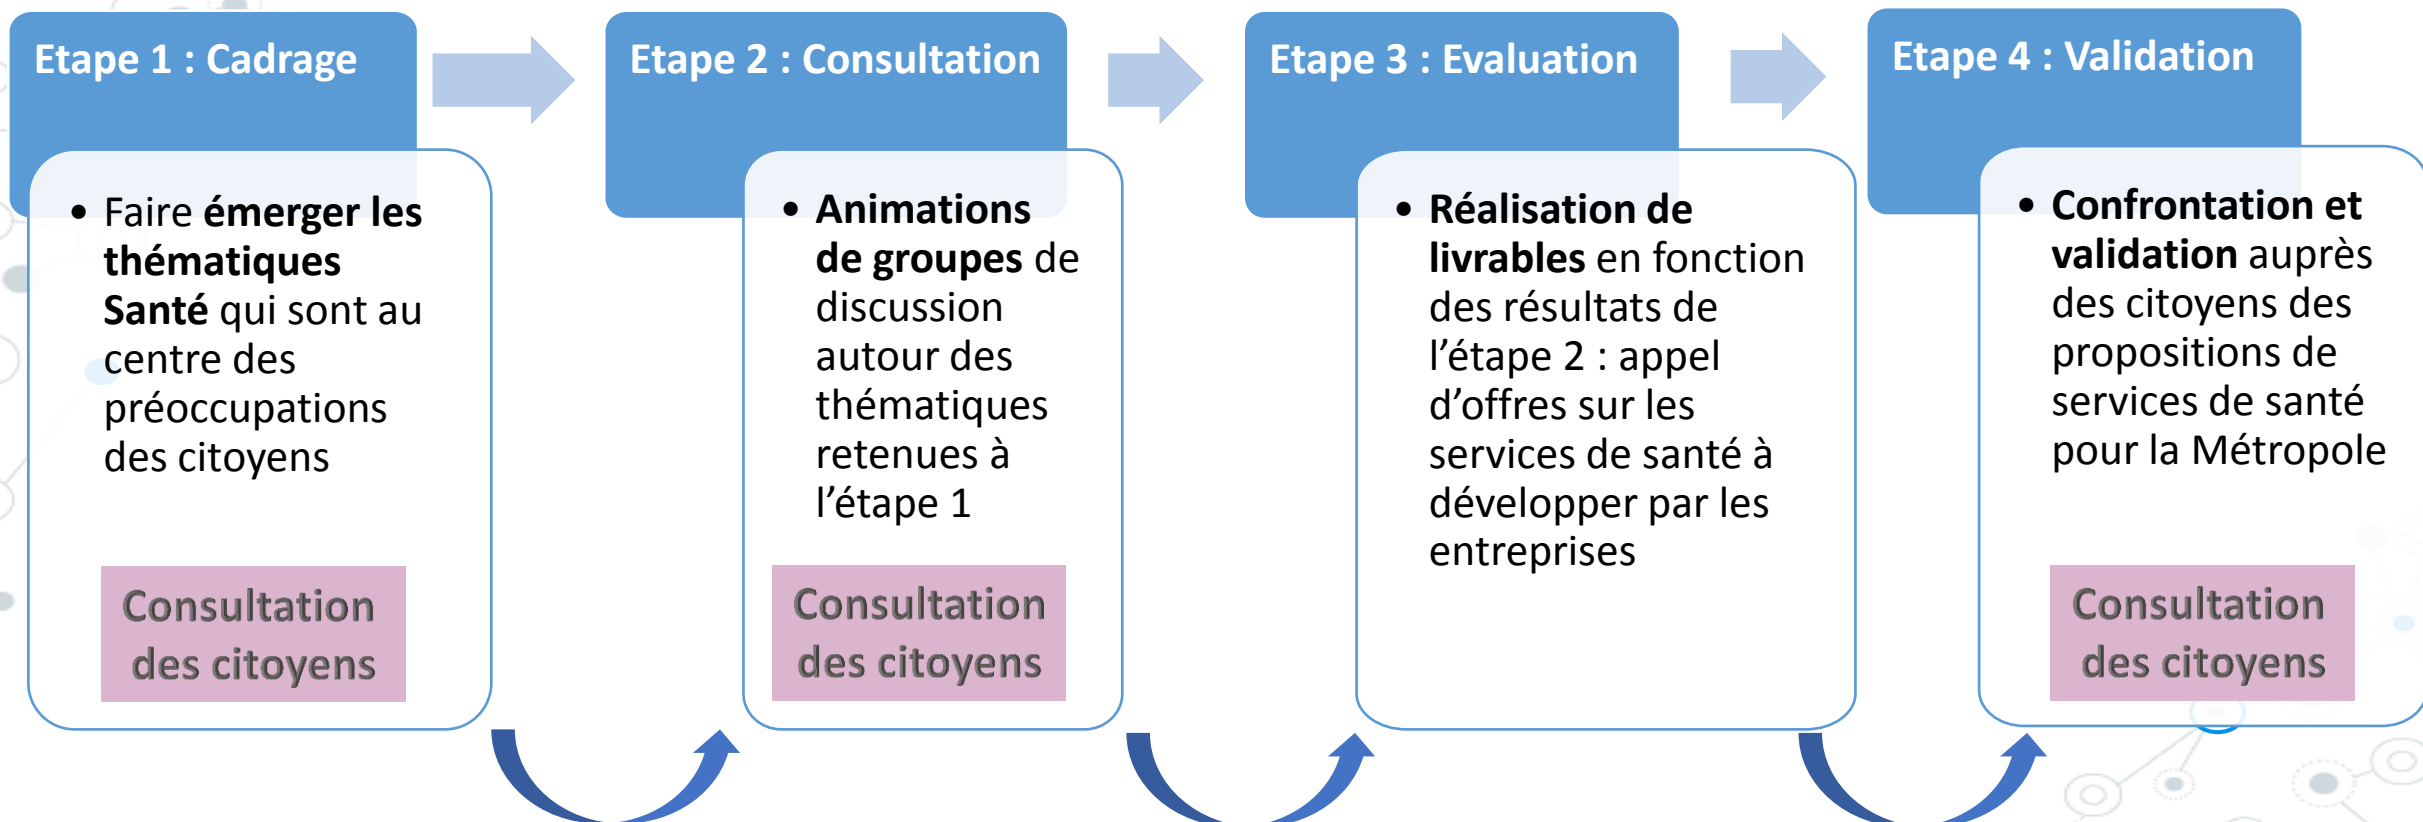 Etape 1 : Cadrage
• Faire émerger les
thématiques
Santé qui sont au
centre des
préoccupations
des citoyens
Consultation
des citoyens
Etape 2 : Consultation
• Animations
de groupes de
discussion
autour des
thématiques
retenues à
l’étape 1
Consultation
des citoyens
Etape 3 : Evaluation
• Réalisation de
livrables en fonction
des résultats de
l’étape 2 : appel
d’offres sur les
services de santé à
développer par les
entreprises
Etape 4 : Validation
• Confrontation et
validation auprès
des citoyens des
propositions de
services de santé
pour la Métropole
Consultation
des citoyens